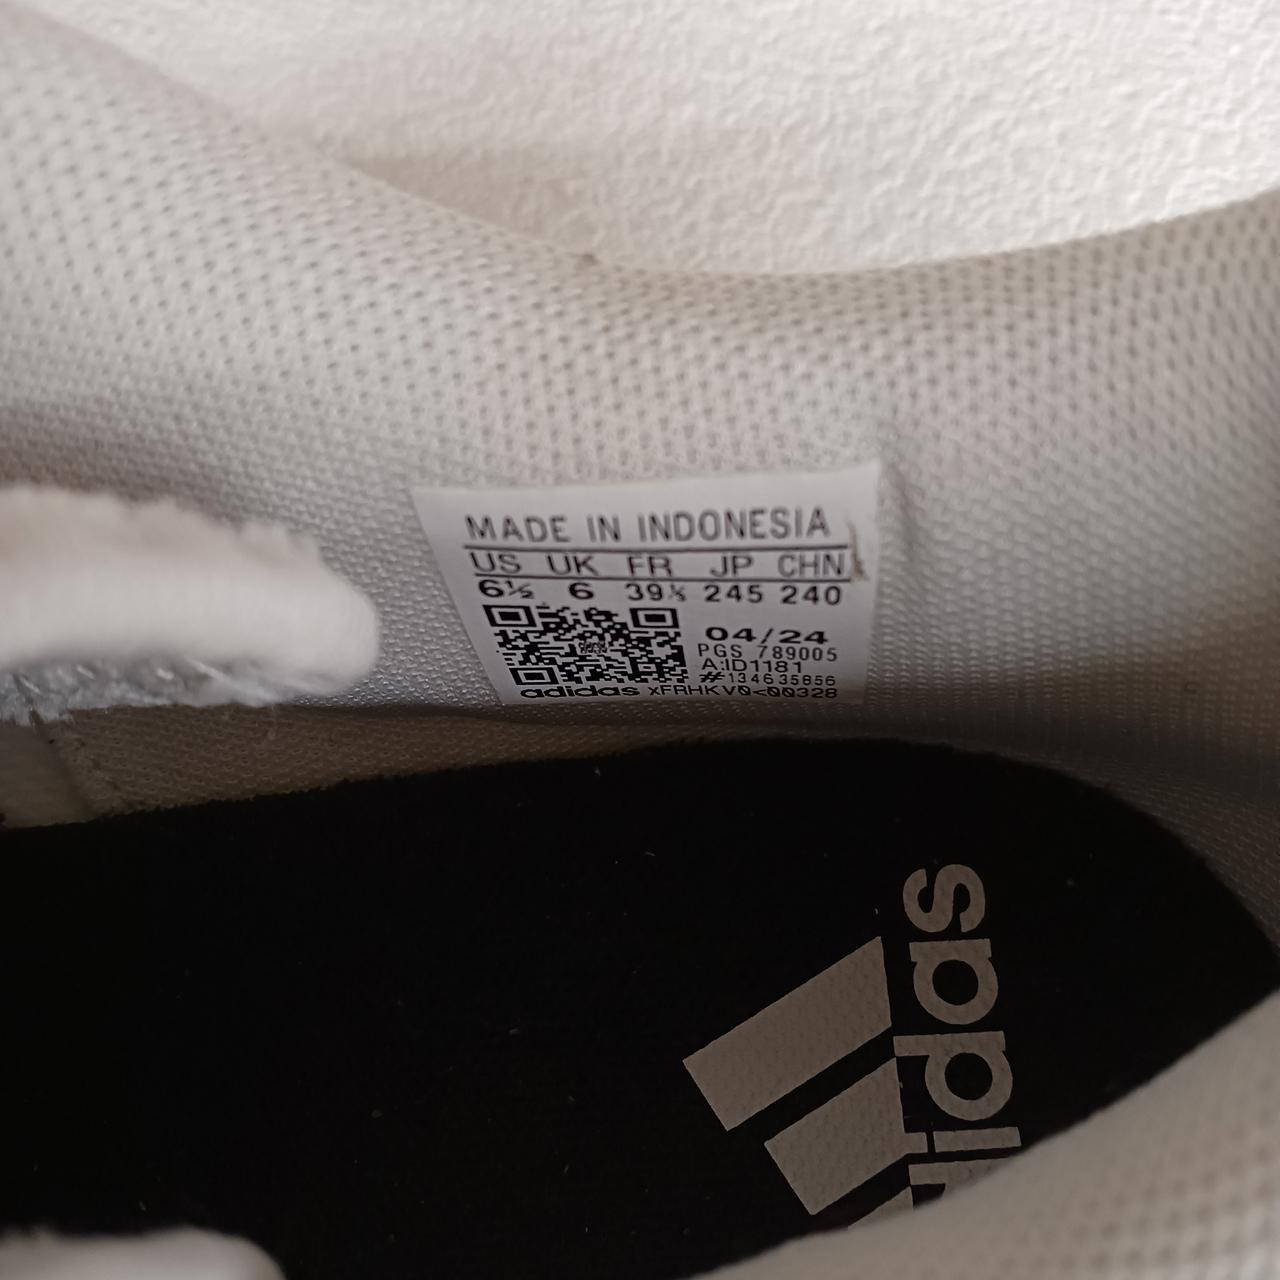 MADE IN INDONESIA
US UK FR JP CHN
6½ 6 39⅓ 245 240
04/24
PGS 789005
A:ID1181
#134635856
adidas xFRHKV0<00328
adidas